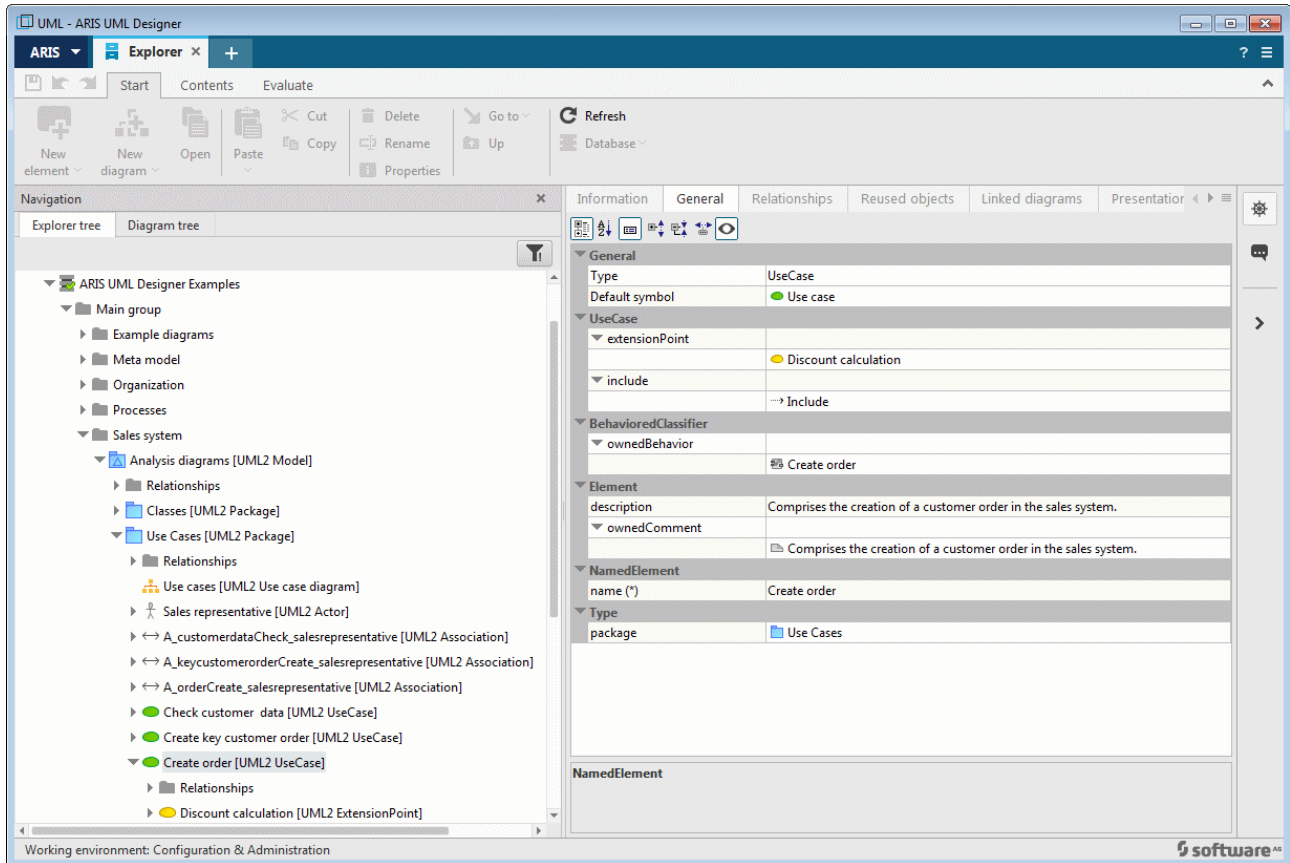 UML - ARIS UML Designer
ARIS Explorer × + ?
Start Contents Evaluate
New element
New diagram
Open
Paste
Cut
Copy
Delete
Rename
Properties
Go to
Up
Refresh
Database
Navigation
Explorer tree Diagram tree
ARIS UML Designer Examples
Main group
Example diagrams
Meta model
Organization
Processes
Sales system
Analysis diagrams [UML2 Model]
Relationships
Classes [UML2 Package]
Use Cases [UML2 Package]
Relationships
Use cases [UML2 Use case diagram]
Sales representative [UML2 Actor]
A_customerdataCheck_salesrepresentative [UML2 Association]
A_keycustomerorderCreate_salesrepresentative [UML2 Association]
A_orderCreate_salesrepresentative [UML2 Association]
Check customer data [UML2 UseCase]
Create key customer order [UML2 UseCase]
Create order [UML2 UseCase]
Relationships
Discount calculation [UML2 ExtensionPoint]
Information General Relationships Reused objects Linked diagrams Presentation
General
Type UseCase
Default symbol Use case
UseCase
extensionPoint
Discount calculation
include
Include
BehavioredClassifier
ownedBehavior
Create order
Element
description Comprises the creation of a customer order in the sales system.
ownedComment
Comprises the creation of a customer order in the sales system.
NamedElement
name (*) Create order
Type
package Use Cases
NamedElement
Working environment: Configuration & Administration
software AG